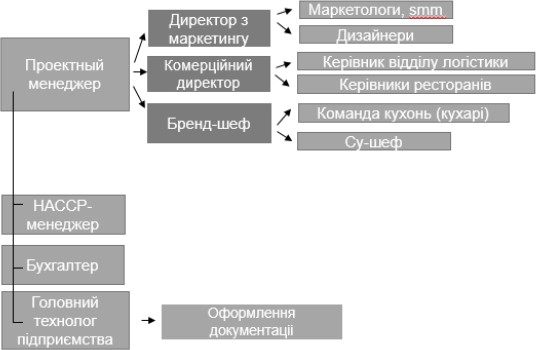 Проектный
менеджер
Директор з
маркетингу
Маркетологи, smm
Дизайнери
Комерційний
директор
Керівник відділу логістики
Керівники ресторанів
Бренд-шеф
Команда кухонь (кухарі)
Су-шеф
НАССР-
менеджер
Бухгалтер
Головний
технолог
підприємства
Оформлення
документації